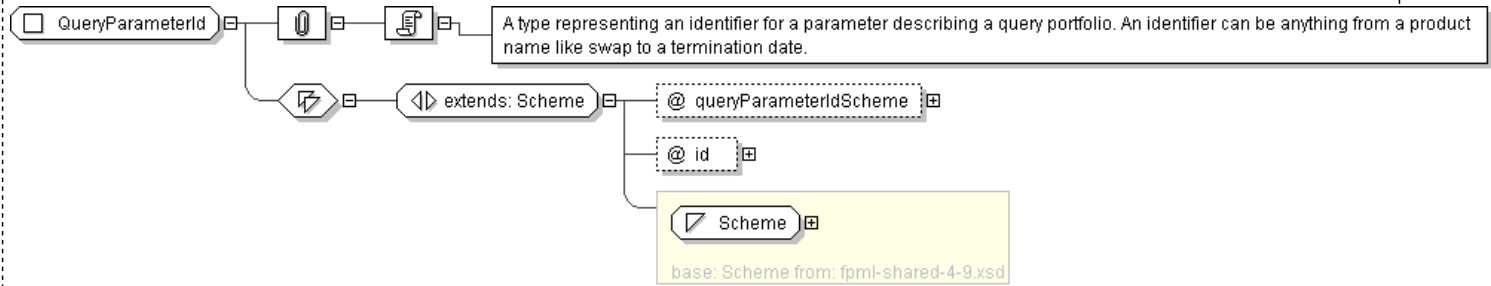 QueryParameterId
A type representing an identifier for a parameter describing a query portfolio. An identifier can be anything from a product
name like swap to a termination date.
extends: Scheme
@ queryParameterIdScheme
@ id
Scheme
base: Scheme from: fpml-shared-4-9.xsd